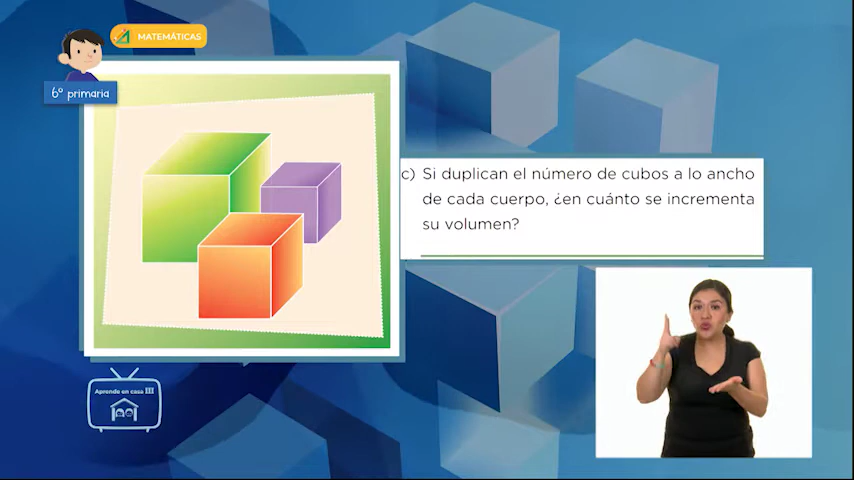 MATEMÁTICAS
6º primaria
c) Si duplican el número de cubos a lo ancho
de cada cuerpo, ¿en cuánto se incrementa
su volumen?
Aprende en casa III